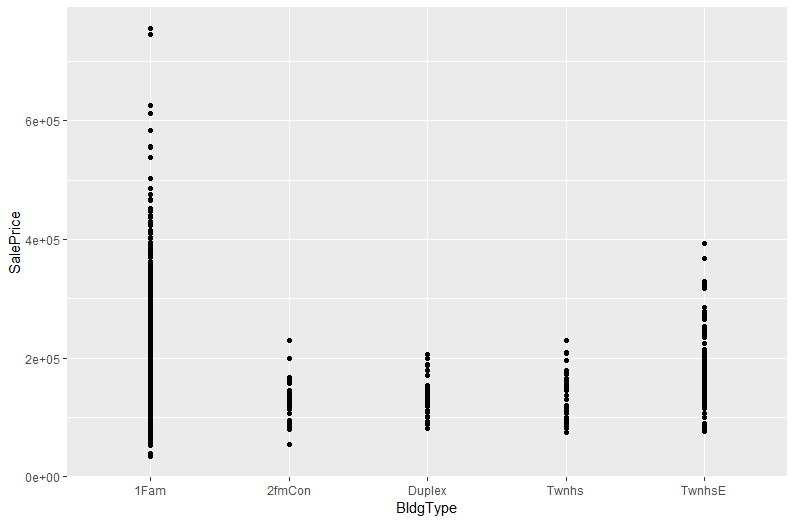 6e+05
4e+05
2e+05
0e+00
SalePrice
1Fam 2fmCon Duplex Twnhs TwnhsE
BldgType